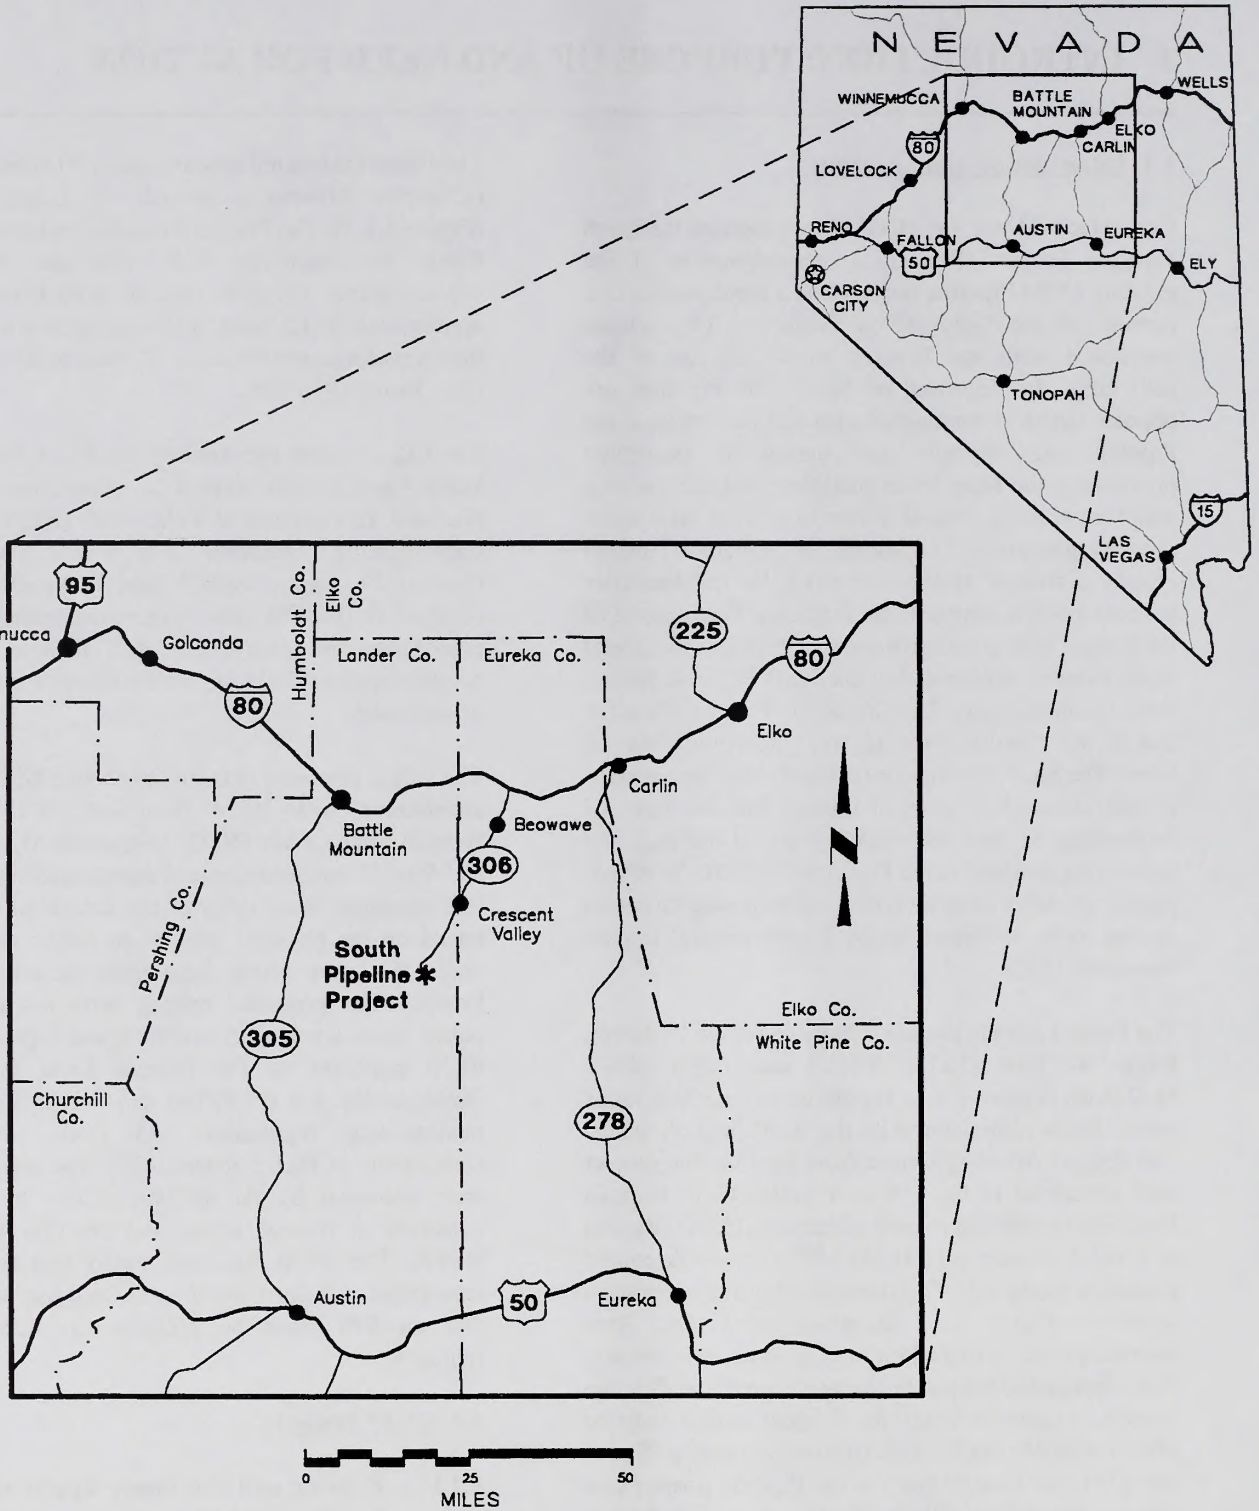 NEVADA
WINNEMUCCA
BATTLE
MOUNTAIN
WELLS
ELKO
CARLIN
80
LOVELOCK
RENO
FALLON
AUSTIN
EUREKA
50
ELY
CARSON
CITY
TONOPAH
15
LAS
VEGAS
95
nucca
Golconda
Humboldt Co.
Elko
Co.
Lander Co.
Eureka Co.
225
80
80
Elko
Carlin
Battle
Mountain
Beowawe
306
Crescent
Valley
South
Pipeline
Project
N
Pershing Co.
305
Elko Co.
White Pine Co.
Churchill
Co.
278
Austin
50
Eureka
0 25 50
MILES